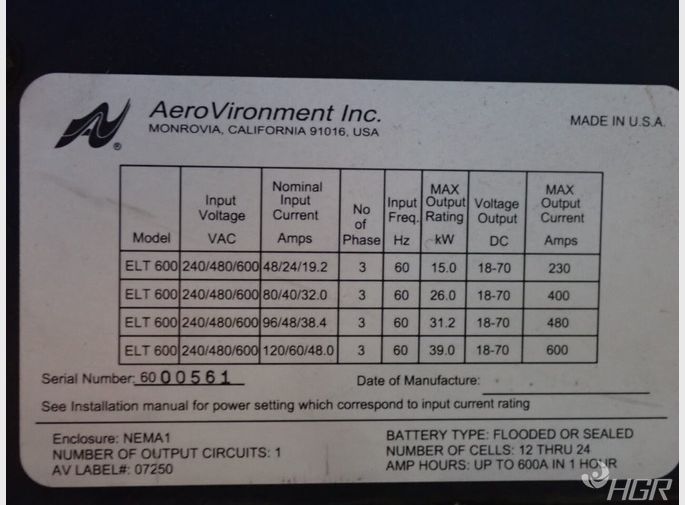 AeroVironment Inc.
MONROVIA, CALIFORNIA 91016, USA
MADE IN U.S.A.
®
Model | Input Voltage VAC | Nominal Input Current Amps | No of Phase | Input Freq. Hz | MAX Output Rating kW | Voltage Output DC | MAX Output Current Amps
ELT 600 | 240/480/600 | 48/24/19.2 | 3 | 60 | 15.0 | 18-70 | 230
ELT 600 | 240/480/600 | 80/40/32.0 | 3 | 60 | 26.0 | 18-70 | 400
ELT 600 | 240/480/600 | 96/48/38.4 | 3 | 60 | 31.2 | 18-70 | 480
ELT 600 | 240/480/600 | 120/60/48.0 | 3 | 60 | 39.0 | 18-70 | 600
Serial Number: 60 00561 Date of Manufacture:
See Installation manual for power setting which correspond to input current rating
Enclosure: NEMA1
NUMBER OF OUTPUT CIRCUITS: 1
AV LABEL#: 07250
BATTERY TYPE: FLOODED OR SEALED
NUMBER OF CELLS: 12 THRU 24
AMP HOURS: UP TO 600A IN 1 HOUR
HGR